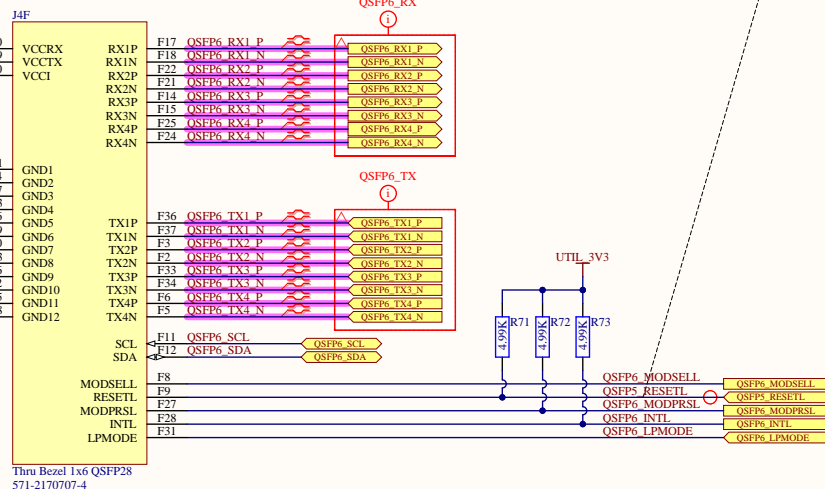 QSFP6_RX
J4F
i
VCCRX RX1P F17 QSFP6_RX1_P QSFP6_RX1_P
VCCTX RX1N F18 QSFP6_RX1_N QSFP6_RX1_N
VCCI RX2P F22 QSFP6_RX2_P QSFP6_RX2_P
RX2N F21 QSFP6_RX2_N QSFP6_RX2_N
RX3P F14 QSFP6_RX3_P QSFP6_RX3_P
RX3N F15 QSFP6_RX3_N QSFP6_RX3_N
RX4P F25 QSFP6_RX4_P QSFP6_RX4_P
RX4N F24 QSFP6_RX4_N QSFP6_RX4_N
GND1
GND2 QSFP6_TX
GND3 i
GND4
GND5 TX1P F36 QSFP6_TX1_P QSFP6_TX1_P
GND6 TX1N F37 QSFP6_TX1_N QSFP6_TX1_N
GND7 TX2P F3 QSFP6_TX2_P QSFP6_TX2_P
GND8 TX2N F2 QSFP6_TX2_N QSFP6_TX2_N
UTIL_3V3
GND9 TX3P F33 QSFP6_TX3_P QSFP6_TX3_P
GND10 TX3N F34 QSFP6_TX3_N QSFP6_TX3_N
GND11 TX4P F6 QSFP6_TX4_P QSFP6_TX4_P
GND12 TX4N F5 QSFP6_TX4_N QSFP6_TX4_N
R71 R72 R73
4.99K 4.99K 4.99K
SCL F11 QSFP6_SCL QSFP6_SCL
SDA F12 QSFP6_SDA QSFP6_SDA
MODSELL F8 QSFP6_MODSELL QSFP6_MODSELL
RESETL F9 QSFP5_RESETL QSFP5_RESETL
MODPRSL F27 QSFP6_MODPRSL QSFP6_MODPRSL
INTL F28 QSFP6_INTL QSFP6_INTL
LPMODE F31 QSFP6_LPMODE QSFP6_LPMODE
Thru Bezel 1x6 QSFP28
571-2170707-4